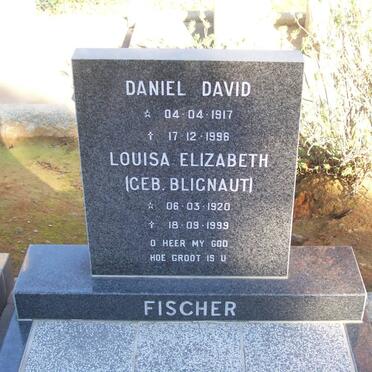 DANIEL DAVID
☆ 04·04·1917
✝ 17·12·1996
LOUISA ELIZABETH
(GEB. BLIGNAUT)
☆ 06·03·1920
✝ 18·09·1999
O HEER MY GOD
HOE GROOT IS U
FISCHER